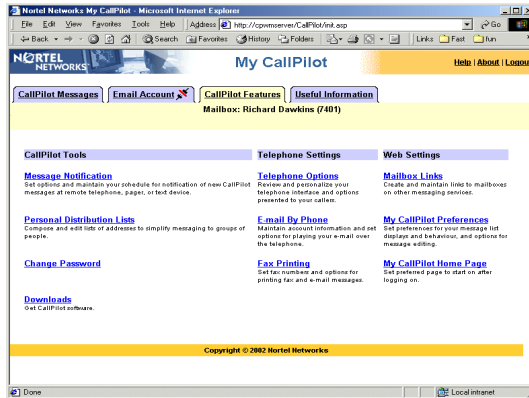 Nortel Networks My CallPilot - Microsoft Internet Explorer
File Edit View Favorites Tools Help Address http://cpwmserver/CallPilot/init.asp Go
Back Search Favorites History Folders Links Fast fun
NORTEL NETWORKS
My CallPilot
Help | About | Logou
CallPilot Messages Email Account CallPilot Features Useful Information
Mailbox: Richard Dawkins (7401)
CallPilot Tools
Message Notification
Set options and maintain your schedule for notification of new CallPilot
messages at remote telephone, pager, or text device.
Personal Distribution Lists
Compose and edit lists of addresses to simplify messaging to groups of
people.
Change Password
Downloads
Get CallPilot software.
Telephone Settings
Telephone Options
Review and personalize your
telephone interface and options
presented to your callers.
E-mail By Phone
Maintain account information and set
options for playing your e-mail over
the telephone.
Fax Printing
Set fax numbers and options for
printing fax and e-mail messages.
Web Settings
Mailbox Links
Create and maintain links to mailboxes
on other messaging services.
My CallPilot Preferences
Set preferences for your message list
displays and behaviour, and options for
message editing.
My CallPilot Home Page
Set preferred page to start on after
logging on.
Copyright © 2002 Nortel Networks
Done
Local intranet